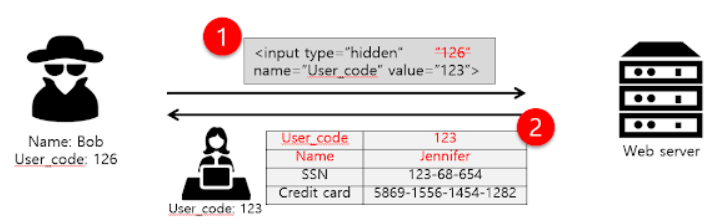 1
<input type="hidden" "126"
name="User_code" value="123">
2
Name: Bob
User_code: 126
Web server
User_code 123
Name Jennifer
SSN 123-68-654
Credit card 5869-1556-1454-1282
User_code: 123